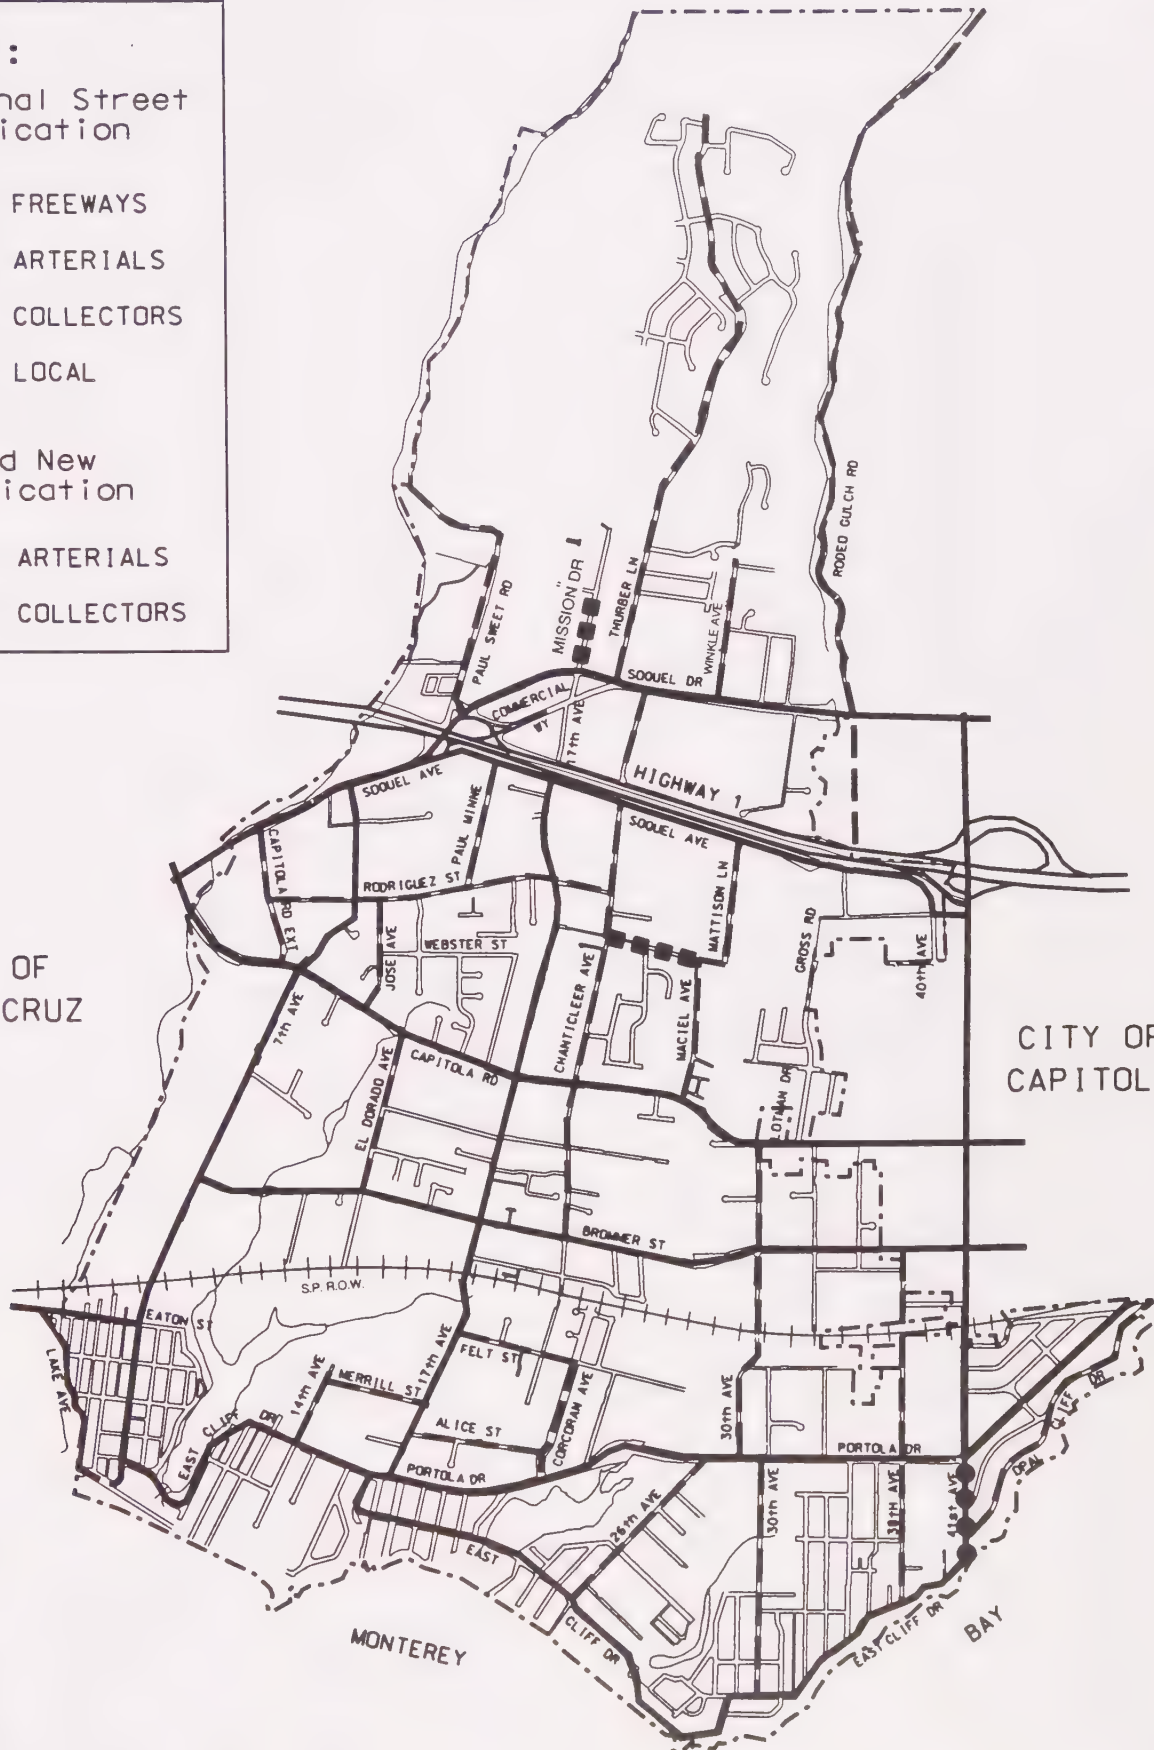 :
nal Street
ication
FREEWAYS
ARTERIALS
COLLECTORS
LOCAL
d New
ication
ARTERIALS
COLLECTORS
RODEO GULCH RD
MISSION DR
THURBER LN
WINKLE AVE
PAUL SWEET RD
SOQUEL DR
COMMERCIAL
WY
17th AVE
HIGHWAY 1
SOQUEL AVE
SOQUEL AVE
PAUL MINNE
CAPITOLA RD EXT
RODRIGUEZ ST
MATTISON LN
GROSS RD
JOSE AVE
WEBSTER ST
40th AVE
OF
CRUZ
7th AVE
CHANTICLEER AVE
MACIEL AVE
CITY OF
CAPITOL
EL DORADO AVE
CAPITOLA RD
LOTMAN DR
BROMMER ST
S.P. R.O.W.
EATON ST
LAKE AVE
17th AVE
FELT ST
14th AVE
MERRILL ST
CORCORAN AVE
30th AVE
EAST CLIFF DR
ALICE ST
PORTOLA DR
PORTOLA DR
OPAL
CLIFF
DR
26th AVE
30th AVE
38th AVE
41st AVE
EAST
CLIFF DR
EAST CLIFF DR
MONTEREY
BAY